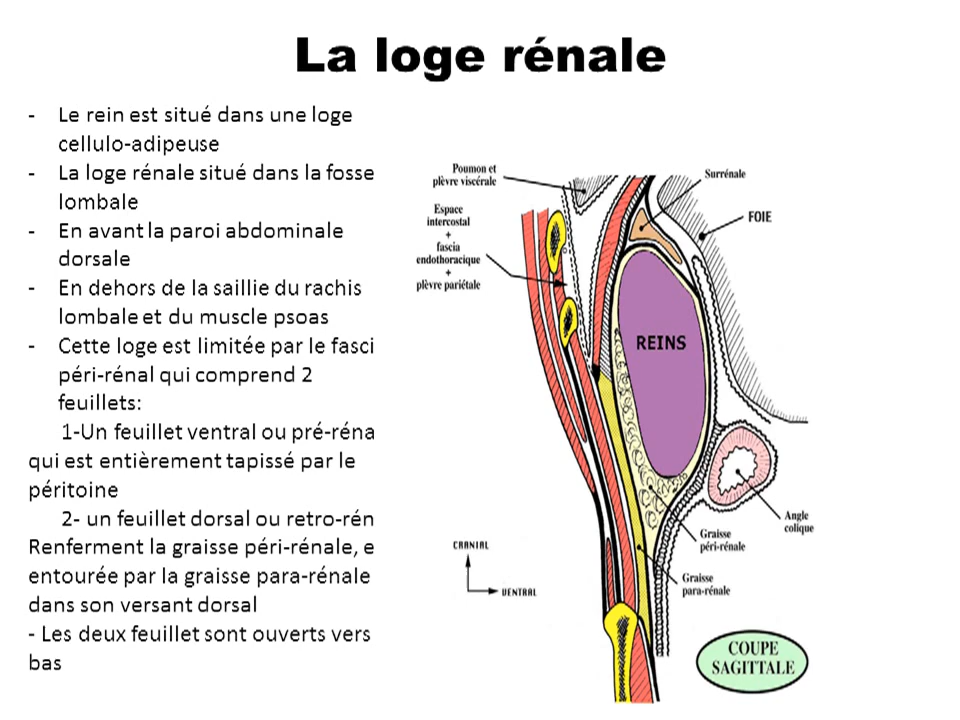 La loge rénale
- Le rein est situé dans une loge
cellulo-adipeuse
- La loge rénale situé dans la fosse
lombale
- En avant la paroi abdominale
dorsale
- En dehors de la saillie du rachis
lombale et du muscle psoas
- Cette loge est limitée par le fasci
péri-rénal qui comprend 2
feuillets:
1-Un feuillet ventral ou pré-réna
qui est entièrement tapissé par le
péritoine
2- un feuillet dorsal ou retro-rén
Renferment la graisse péri-rénale, e
entourée par la graisse para-rénale
dans son versant dorsal
- Les deux feuillet sont ouverts vers
bas
Poumon et
plèvre viscérale
Espace
intercostal
+
fascia
endothoracique
+
plèvre pariétale
Surrénale
FOIE
REINS
Angle
colique
Graisse
péri-rénale
Graisse
para-rénale
CRANIAL
VENTRAL
COUPE
SAGITTALE